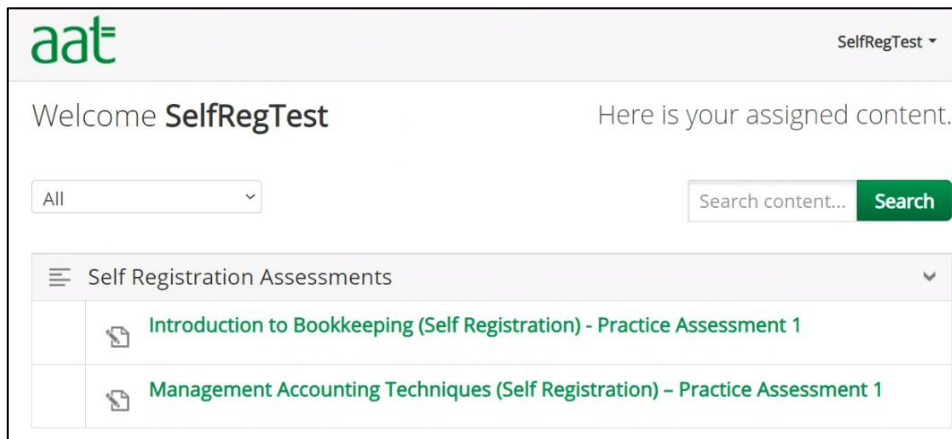 aat
SelfRegTest
Welcome SelfRegTest
Here is your assigned content.
All
Search content...
Search
Self Registration Assessments
Introduction to Bookkeeping (Self Registration) - Practice Assessment 1
Management Accounting Techniques (Self Registration) – Practice Assessment 1